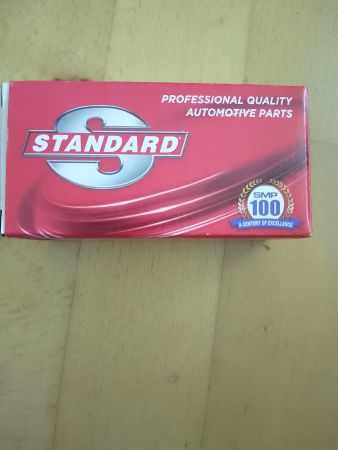 PROFESSIONAL QUALITY
AUTOMOTIVE PARTS
STANDARD
SMP
100
A CENTURY OF EXCELLENCE